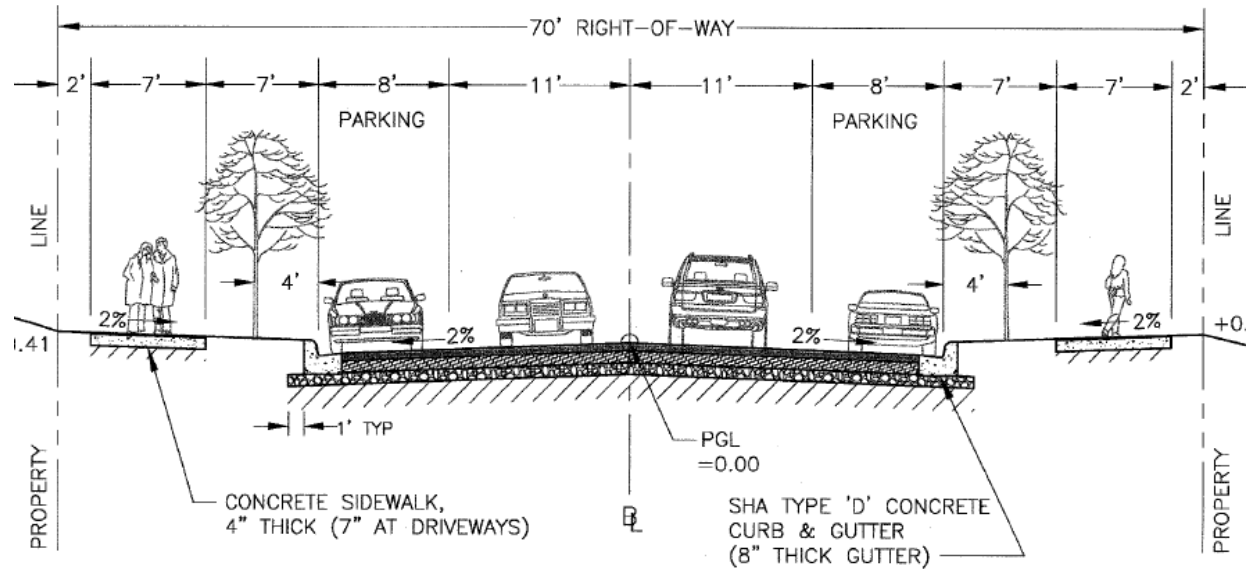 70' RIGHT-OF-WAY
2' 7' 7' 8' 11' 11' 8' 7' 7' 2'
PARKING PARKING
LINE LINE
4' 4'
2% 2% 2% 2%
.41 +0.
1' TYP
PGL
=0.00
PROPERTY PROPERTY
CONCRETE SIDEWALK,
4" THICK (7" AT DRIVEWAYS)
SHA TYPE 'D' CONCRETE
CURB & GUTTER
(8" THICK GUTTER)